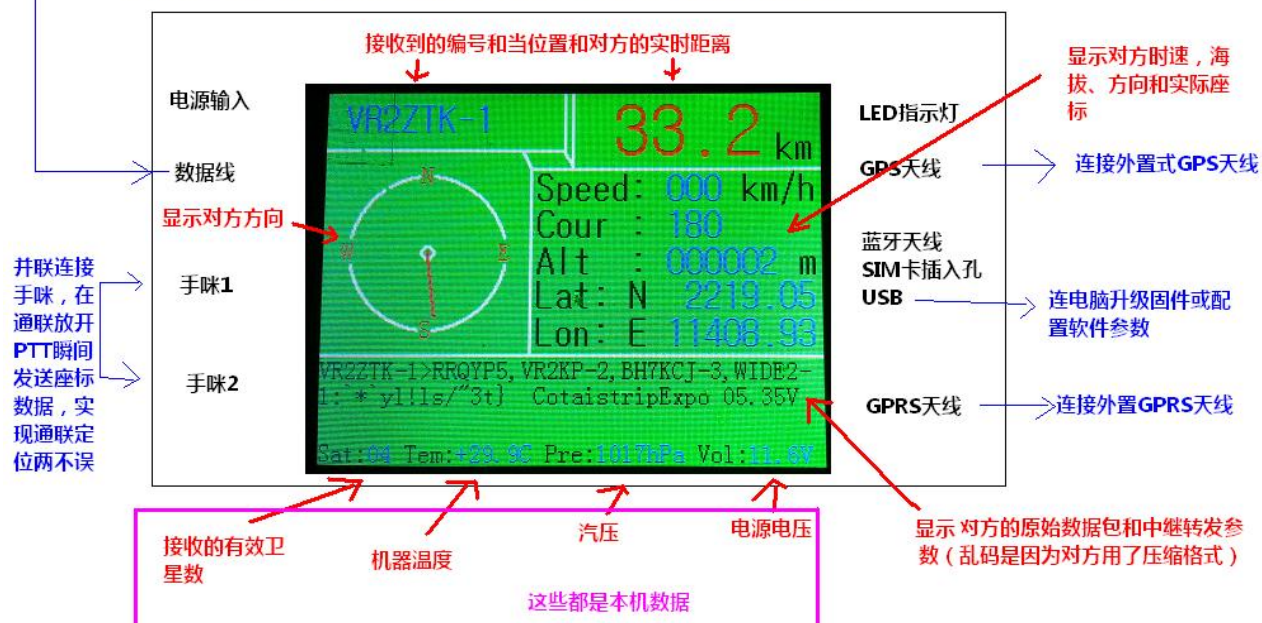 接收到的编号和当位置和对方的实时距离
显示对方时速，海
拔、方向和实际座
标
电源输入
数据线
显示对方方向
并联连接
手咪，在
通联放开
PTT瞬间
发送座标
数据，实
现通联定
位两不误
手咪1
手咪2
VR2ZTK-1
33.2 km
N
W
E
S
Speed: 000 km/h
Cour : 180
Alt : 000002 m
Lat: N 2219.05
Lon: E 11408.93
VR2ZTK-1>RRQYP5,VR2KP-2,BH7KCJ-3,WIDE2-
1:`*`yl!ls/"3t} CotaistripExpo 05.35V
Sat:04 Tem:+29.9C Pre:1017hPa Vol:11.6V
LED指示灯
GPS天线
连接外置式GPS天线
蓝牙天线
SIM卡插入孔
USB
连电脑升级固件或配
置软件参数
GPRS天线
连接外置GPRS天线
接收的有效卫
星数
机器温度
汽压
电源电压
显示 对方的原始数据包和中继转发参
数（乱码是因为对方用了压缩格式）
这些都是本机数据